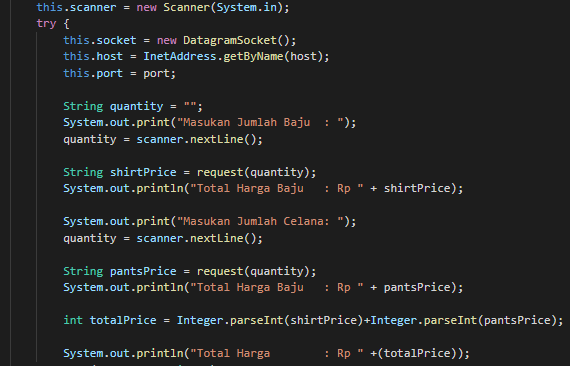 this.scanner = new Scanner(System.in);
try {
this.socket = new DatagramSocket();
this.host = InetAddress.getByName(host);
this.port = port;
String quantity = "";
System.out.print("Masukan Jumlah Baju  : ");
quantity = scanner.nextLine();
String shirtPrice = request(quantity);
System.out.println("Total Harga Baju   : Rp " + shirtPrice);
System.out.print("Masukan Jumlah Celana: ");
quantity = scanner.nextLine();
String pantsPrice = request(quantity);
System.out.println("Total Harga Baju   : Rp " + pantsPrice);
int totalPrice = Integer.parseInt(shirtPrice)+Integer.parseInt(pantsPrice);
System.out.println("Total Harga        : Rp " +(totalPrice));